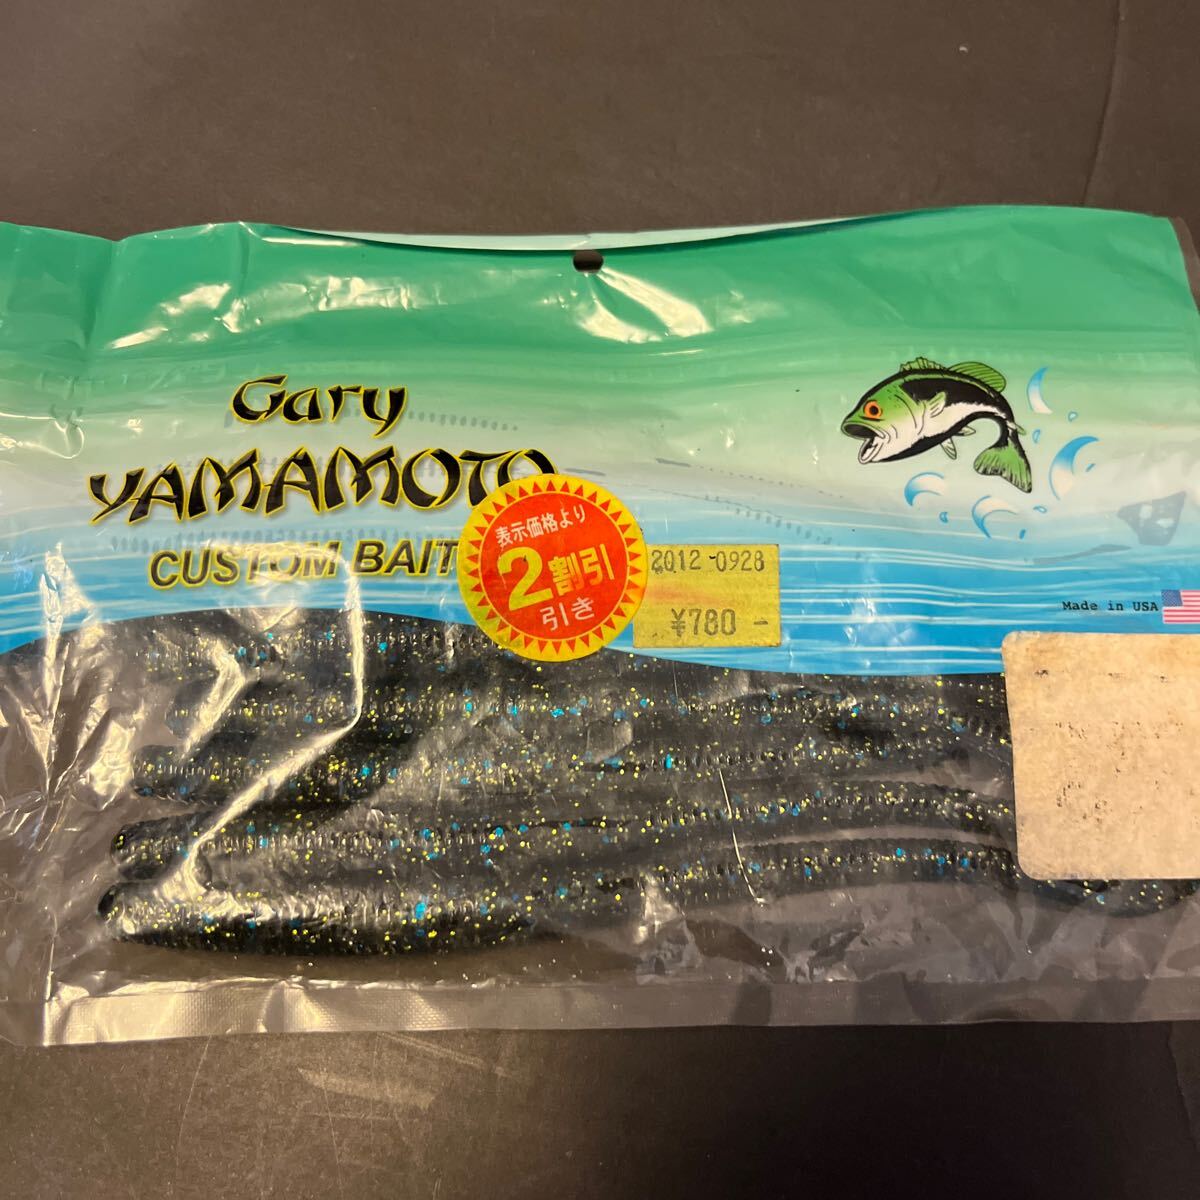 Gary
YAMAMOTO
CUSTOM BAIT
表示価格より
2割引
引き
2012-0928
¥780-
Made in USA